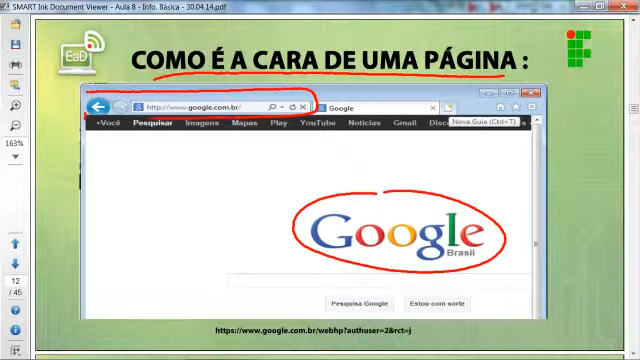 SMART Ink Document Viewer - Aula 8 - Info. Básica - 30.04.14.pdf
EaD
COMO É A CARA DE UMA PÁGINA :
http://www.google.com.br/
Google
+Você Pesquisar Imagens Mapas Play YouTube Notícias Gmail
Nova Guia (Ctrl+T)
163%
Google
Brasil
12
/ 45
Pesquisa Google Estou com sorte
https://www.google.com.br/webhp?authuser=2&rct=j